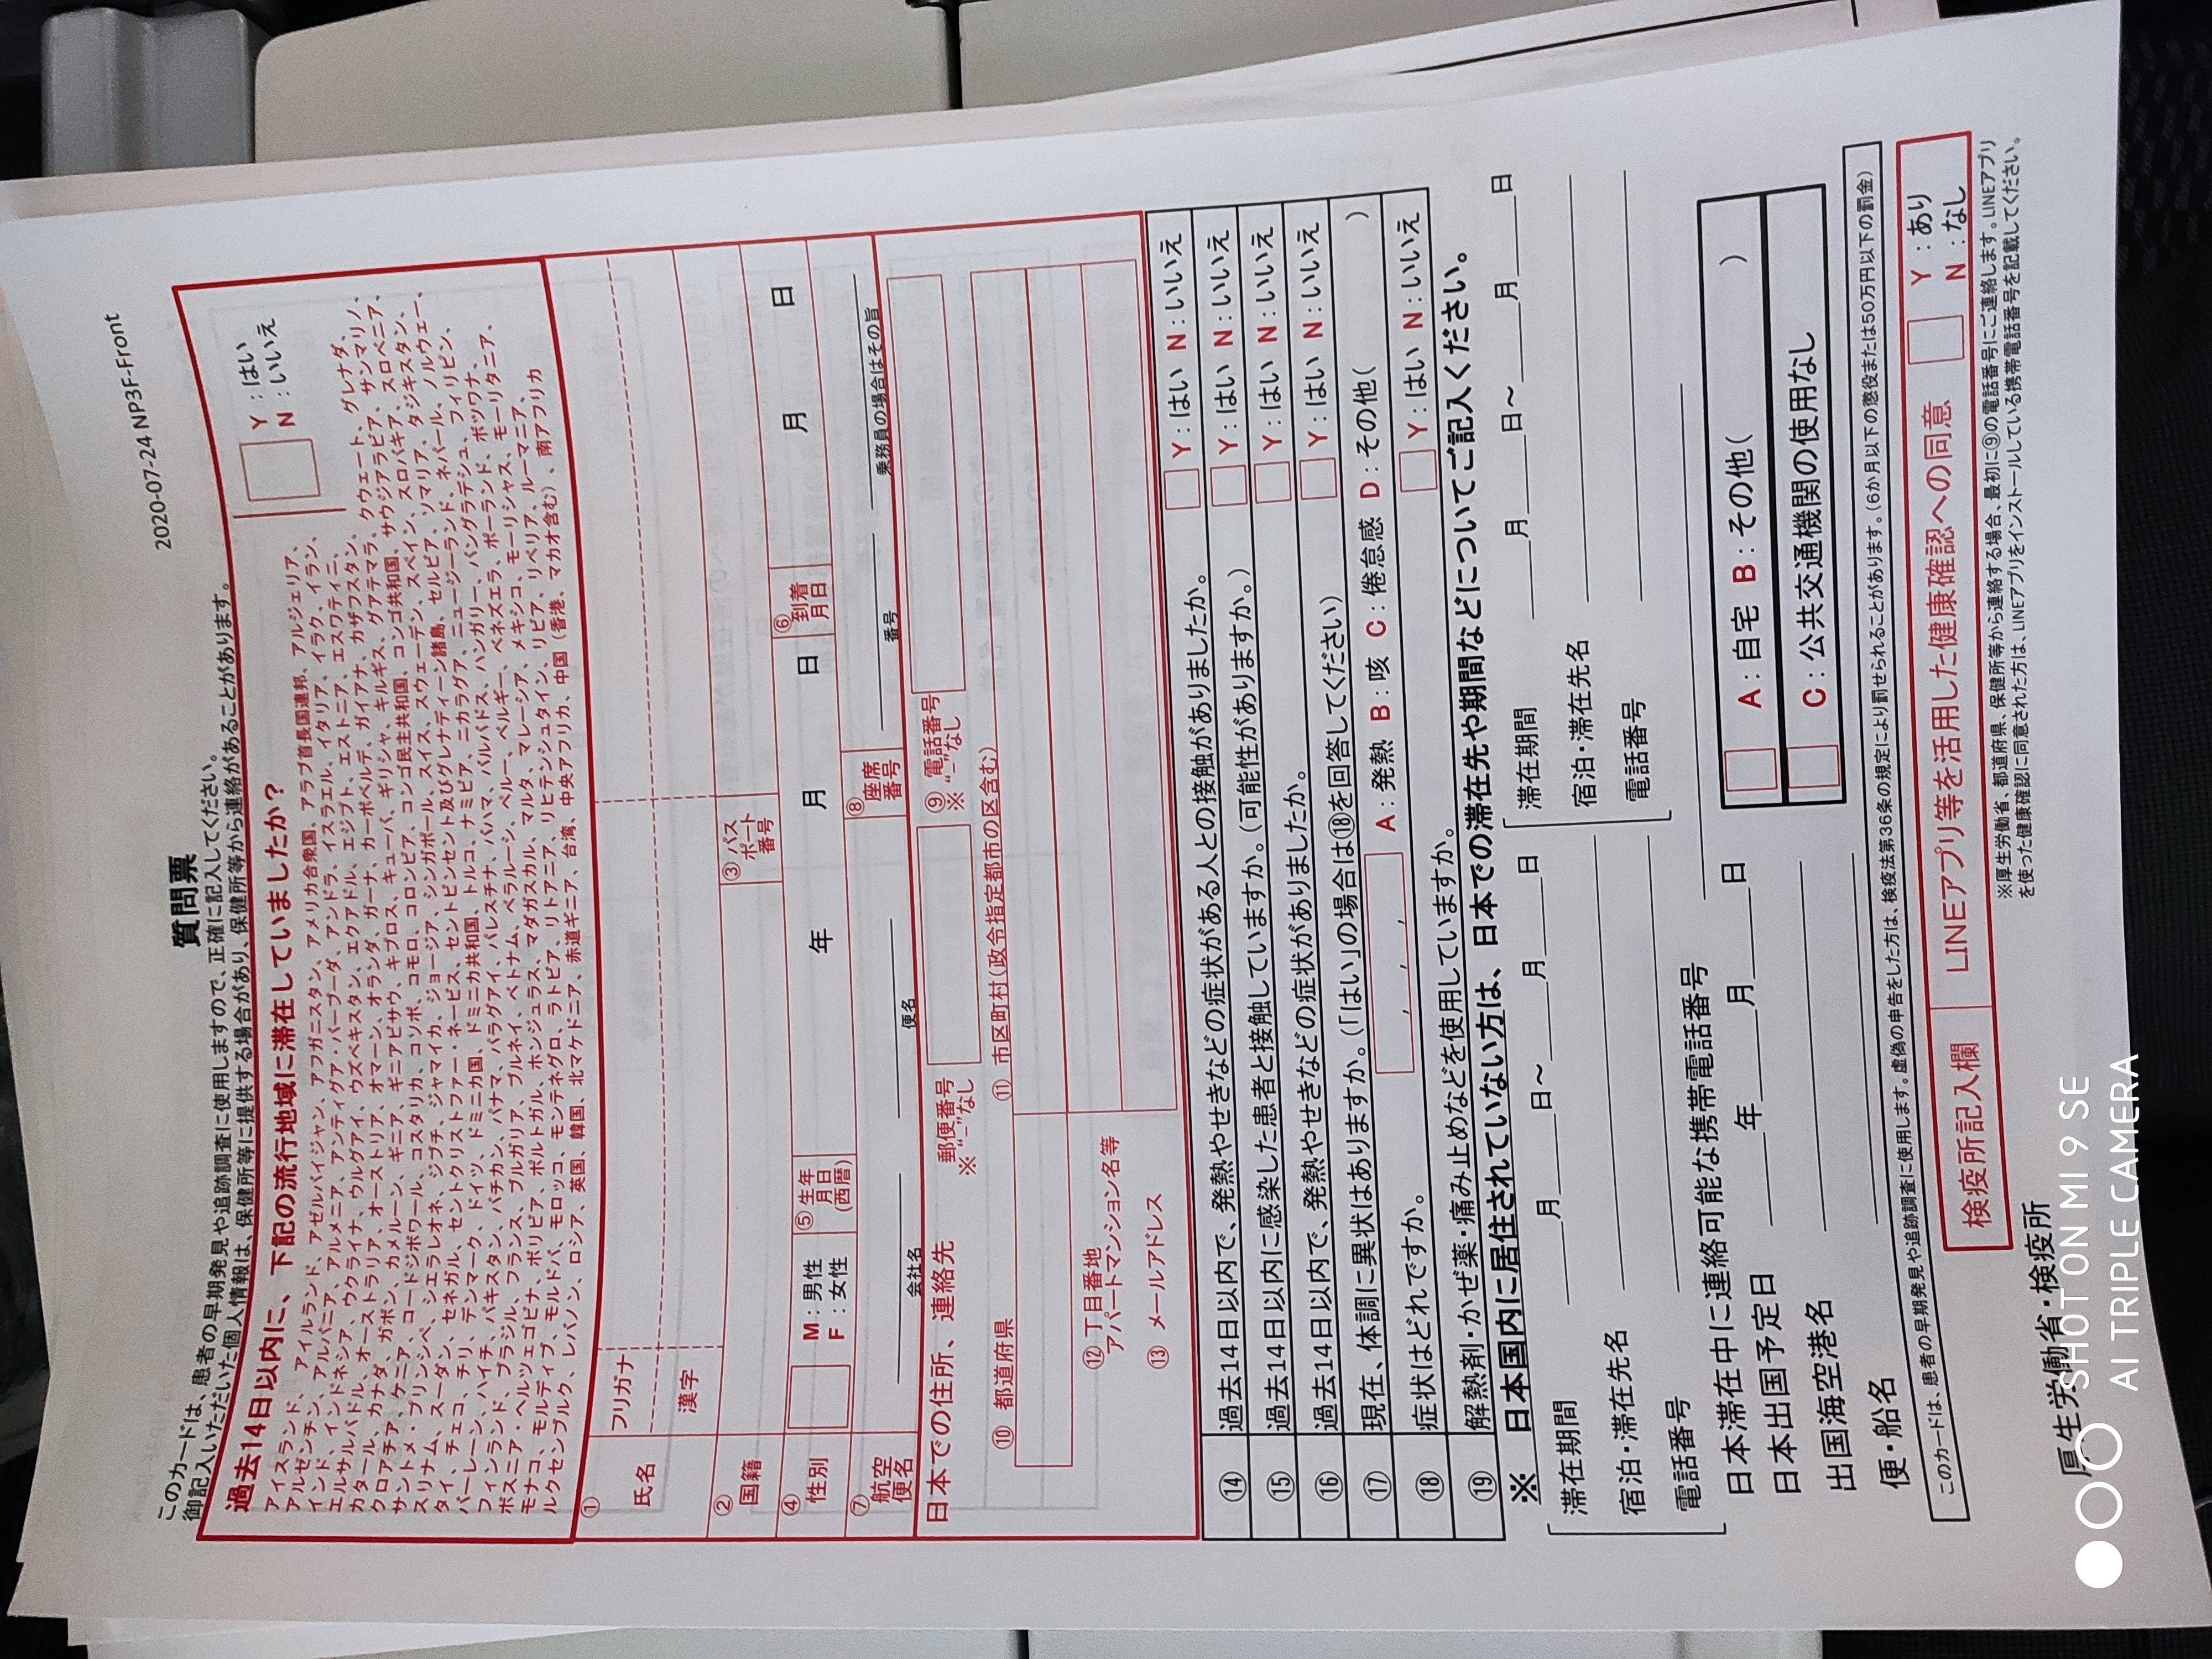 2020-07-24 NP3F-Front
質問票
このカードは、患者の早期発見や追跡調査に使用しますので、正確に記入してください。
御記入いただいた個人情報は、保健所等に提供する場合があり、保健所等から連絡があることがあります。
過去14日以内に、下記の流行地域に滞在していましたか？
Y：はい
N：いいえ
アイスランド、アイルランド、アゼルバイジャン、アフガニスタン、アメリカ合衆国、アラブ首長国連邦、アルジェリア、
アルゼンチン、アルバニア、アルメニア、アンティグア・バーブーダ、アンドラ、イスラエル、イタリア、イラク、イラン、
インド、インドネシア、ウクライナ、ウルグアイ、ウズベキスタン、エクアドル、エジプト、エストニア、エスワティニ、
エルサルバドル、オーストラリア、オーストリア、オマーン、オランダ、ガーナ、カーボベルデ、ガイアナ、カザフスタン、
カタール、カナダ、ガボン、カメルーン、ギニア、ギニアビサウ、キプロス、キューバ、ギリシャ、キルギス、グアテマラ、クウェート、グレナダ、
クロアチア、ケニア、コードジボワール、コスタリカ、コソボ、コモロ、コロンビア、コンゴ民主共和国、コンゴ共和国、サウジアラビア、サンマリノ、
サントメ・プリンシペ、シエラレオネ、ジブチ、ジャマイカ、ジョージア、シンガポール、スイス、スウェーデン、スペイン、スロバキア、スロベニア、
スリナム、スーダン、セネガル、セントクリストファー・ネービス、セントビンセント及びグレナディーン諸島、セルビア、ソマリア、タジキスタン、
タイ、チェコ、チリ、デンマーク、ドイツ、ドミニカ国、ドミニカ共和国、トルコ、ナミビア、ニカラグア、ニュージーランド、ネパール、ノルウェー、
バーレーン、ハイチ、パキスタン、バチカン、パナマ、パラグアイ、パレスチナ、バハマ、バルバドス、ハンガリー、バングラデシュ、フィリピン、
フィンランド、ブラジル、フランス、ブルガリア、ブルネイ、ベトナム、ベラルーシ、ペルー、ベルギー、ベネズエラ、ポーランド、ボツワナ、
ボスニア・ヘルツェゴビナ、ボリビア、ポルトガル、ホンジュラス、マダガスカル、マルタ、マレーシア、メキシコ、モーリシャス、モーリタニア、
モナコ、モルディブ、モルドバ、モロッコ、モンテネグロ、ラトビア、リトアニア、リヒテンシュタイン、リビア、リベリア、ルーマニア、
ルクセンブルク、レバノン、ロシア、英国、韓国、北マケドニア、赤道ギニア、台湾、中央アフリカ、中国（香港、マカオ含む）、南アフリカ
① 氏名
フリガナ
漢字
② 国籍
③ パスポート番号
④ 性別
M：男性
F：女性
⑤ 生年月日(西暦)
年 月 日
⑥ 到着月日
月 日
⑦ 航空便名
会社名
便名
⑧ 座席番号
番号
乗務員の場合はその旨
日本での住所、連絡先
郵便番号
※“-”なし
⑨ 電話番号
※“-”なし
⑩ 都道府県
⑪ 市区町村(政令指定都市の区含む)
⑫ 丁目番地
アパートマンション名等
⑬ メールアドレス
⑭ 過去14日以内で、発熱やせきなどの症状がある人との接触がありましたか。 Y：はい N：いいえ
⑮ 過去14日以内に感染した患者と接触していますか。(可能性がありますか。) Y：はい N：いいえ
⑯ 過去14日以内で、発熱やせきなどの症状がありましたか。 Y：はい N：いいえ
⑰ 現在、体調に異状はありますか。(「はい」の場合は⑱を回答してください) Y：はい N：いいえ
⑱ 症状はどれですか。 , , , A：発熱 B：咳 C：倦怠感 D：その他( )
⑲ 解熱剤・かぜ薬・痛み止めなどを使用していますか。 Y：はい N：いいえ
※ 日本国内に居住されていない方は、日本での滞在先や期間などについてご記入ください。
滞在期間 月 日～ 月 日
宿泊・滞在先名
電話番号
滞在期間 月 日～ 月 日
宿泊・滞在先名
電話番号
日本滞在中に連絡可能な携帯電話番号
日本出国予定日 年 月 日
出国海空港名
便・船名
A：自宅 B：その他( )
C：公共交通機関の使用なし
このカードは、患者の早期発見や追跡調査に使用します。虚偽の申告をした方は、検疫法第36条の規定により罰せられることがあります。(6か月以下の懲役または50万円以下の罰金)
検疫所記入欄
LINEアプリ等を活用した健康確認への同意
Y：あり
N：なし
※厚生労働省、都道府県、保健所等から連絡する場合、最初に⑨の電話番号にご連絡します。LINEアプリ
を使った健康確認に同意された方は、LINEアプリをインストールしている携帯電話番号を記載してください。
厚生労働省・検疫所
SHOT ON MI 9 SE
AI TRIPLE CAMERA